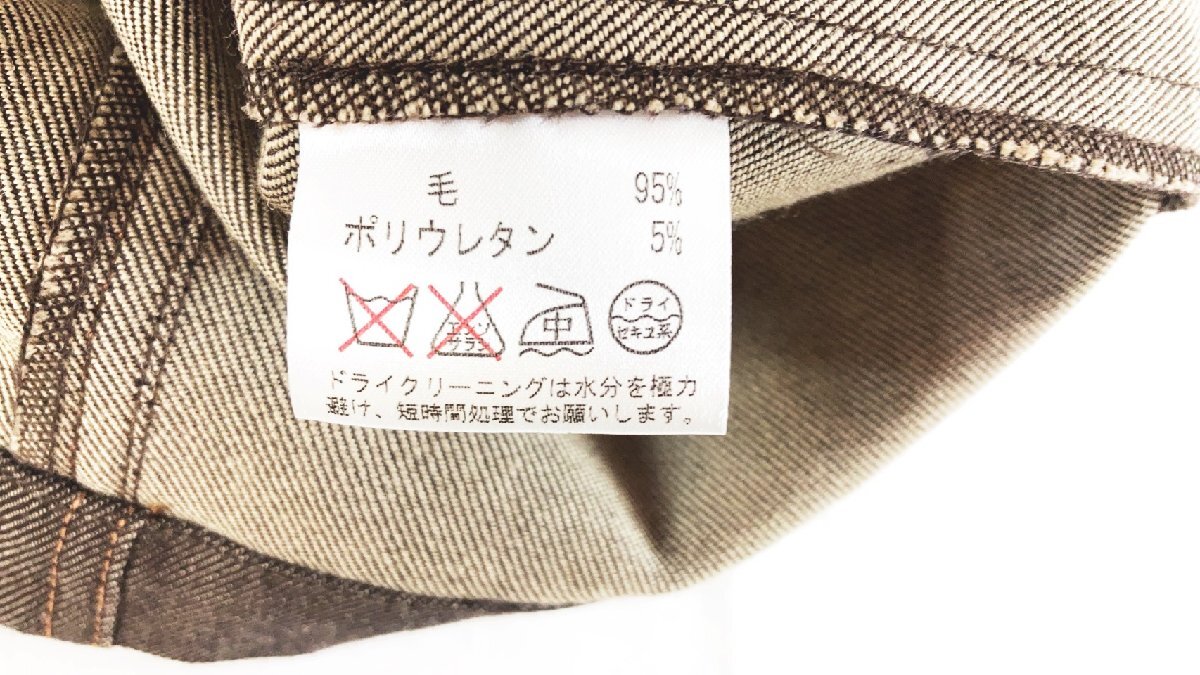 毛 95%
ポリウレタン 5%
エンソ
サラシ
中
ドライ
セキユ系
ドライクリーニングは水分を極力
避け、短時間処理でお願いします。